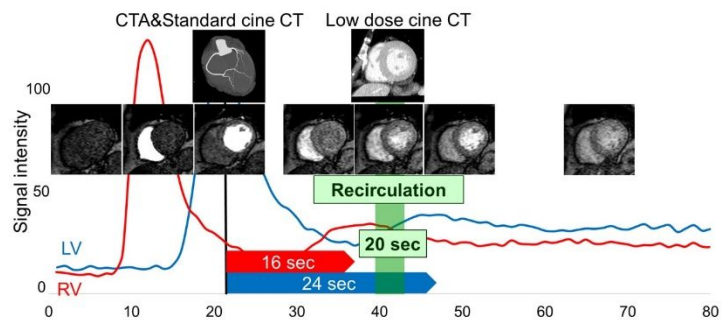 CTA&Standard cine CT
Low dose cine CT
Signal intensity
100
50
0
Recirculation
20 sec
LV
RV
16 sec
24 sec
0 10 20 30 40 50 60 70 80